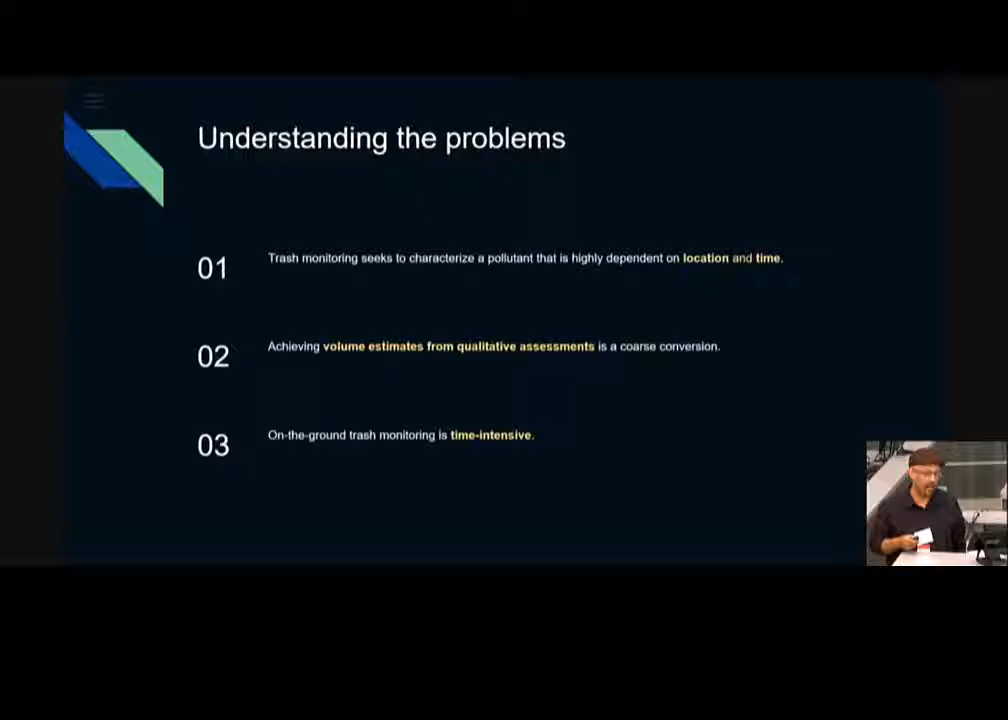 Understanding the problems
01
Trash monitoring seeks to characterize a pollutant that is highly dependent on location and time.
02
Achieving volume estimates from qualitative assessments is a coarse conversion.
03
On-the-ground trash monitoring is time-intensive.